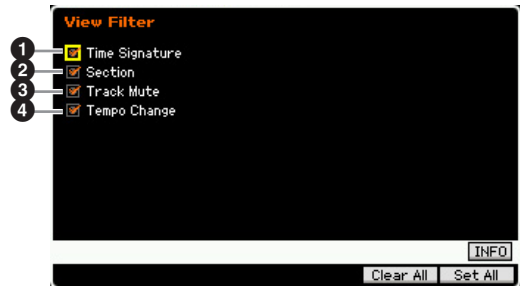 View Filter
1 Time Signature
2 Section
3 Track Mute
4 Tempo Change
INFO
Clear All Set All